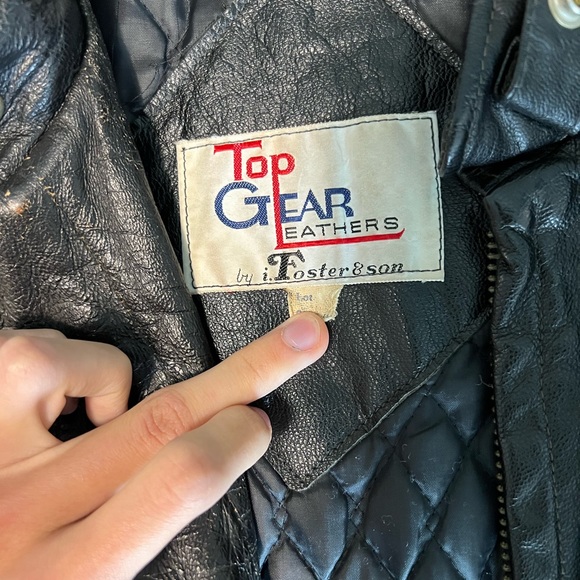 Top
GEAR
LEATHERS
by i. Foster & son